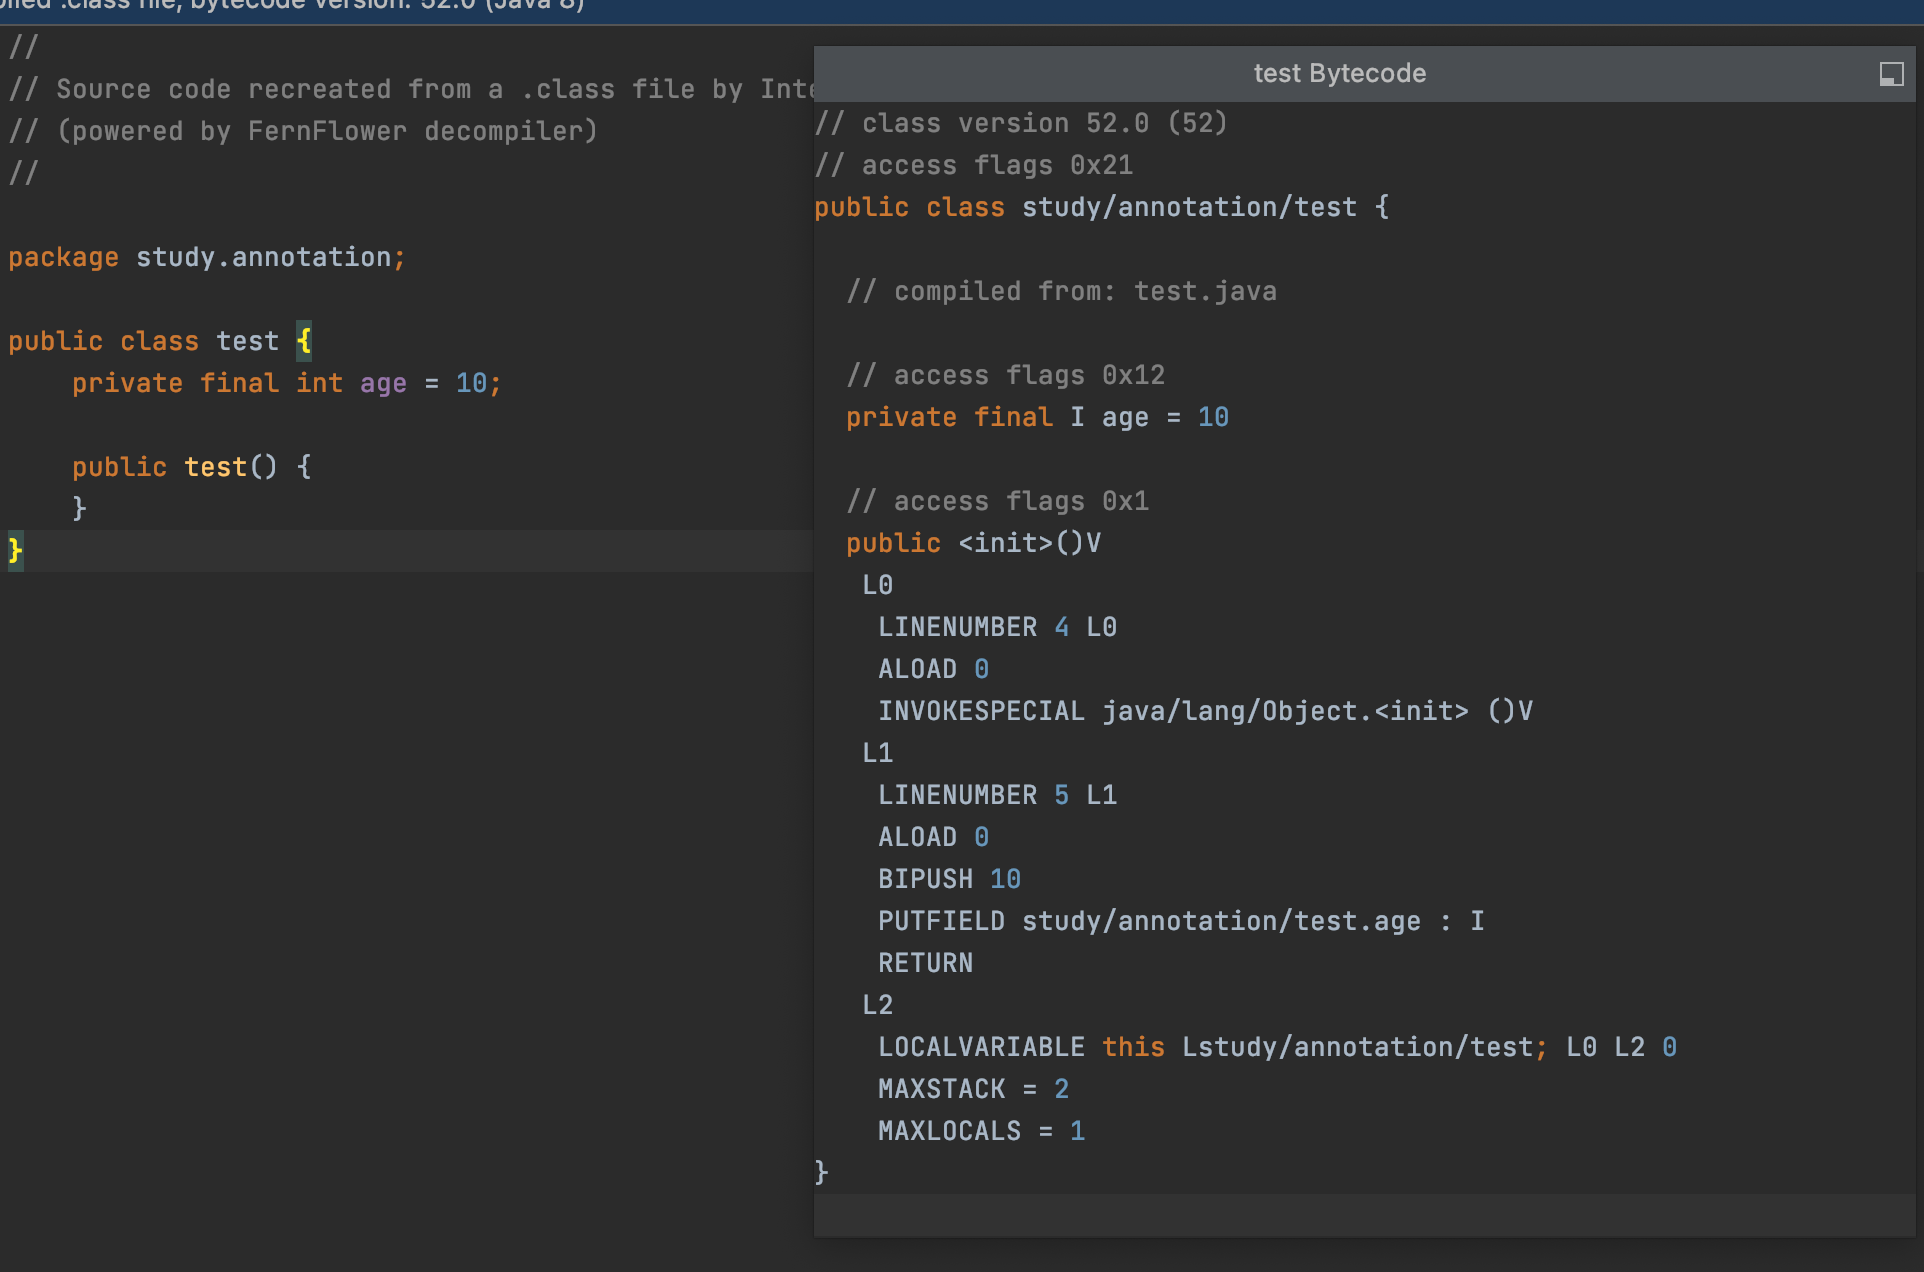 .class file, bytecode version: 52.0 (Java 8)
//
// Source code recreated from a .class file by
// (powered by FernFlower decompiler)
//
package study.annotation;
public class test {
private final int age = 10;
public test() {
}
}
test Bytecode
// class version 52.0 (52)
// access flags 0x21
public class study/annotation/test {
// compiled from: test.java
// access flags 0x12
private final I age = 10
// access flags 0x1
public <init>()V
L0
LINENUMBER 4 L0
ALOAD 0
INVOKESPECIAL java/lang/Object.<init> ()V
L1
LINENUMBER 5 L1
ALOAD 0
BIPUSH 10
PUTFIELD study/annotation/test.age : I
RETURN
L2
LOCALVARIABLE this Lstudy/annotation/test; L0 L2 0
MAXSTACK = 2
MAXLOCALS = 1
}